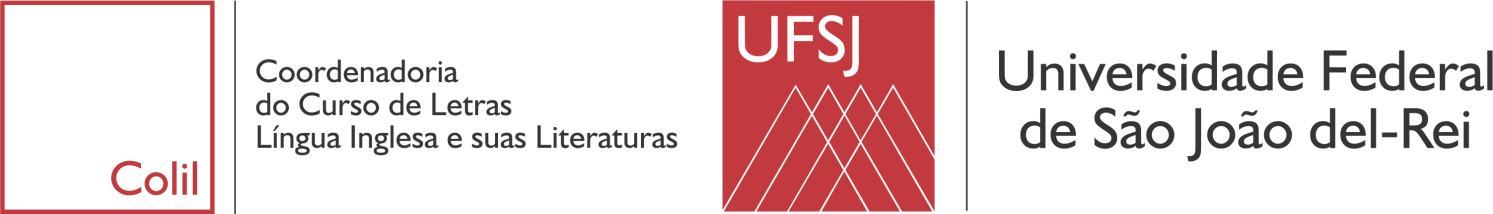 Colil
Coordenadoria
do Curso de Letras
Língua Inglesa e suas Literaturas
UFSJ
Universidade Federal
de São João del-Rei